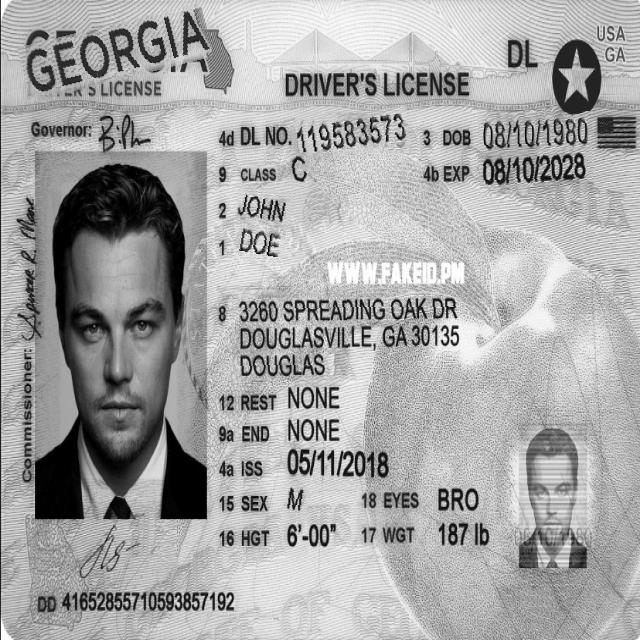 GEORGIA
USA
GA
DL
DRIVER'S LICENSE
Governor:
4d DL NO. 119583573
3 DOB 08/10/1980
9 CLASS C
4b EXP 08/10/2028
2 JOHN
1 DOE
WWW.FAKEID.PM
8 3260 SPREADING OAK DR
DOUGLASVILLE, GA 30135
DOUGLAS
12 REST NONE
9a END NONE
4a ISS 05/11/2018
15 SEX M
18 EYES BRO
16 HGT 6'-00"
17 WGT 187 lb
Commissioner:
DD 41652855710593857192
08/10/1980